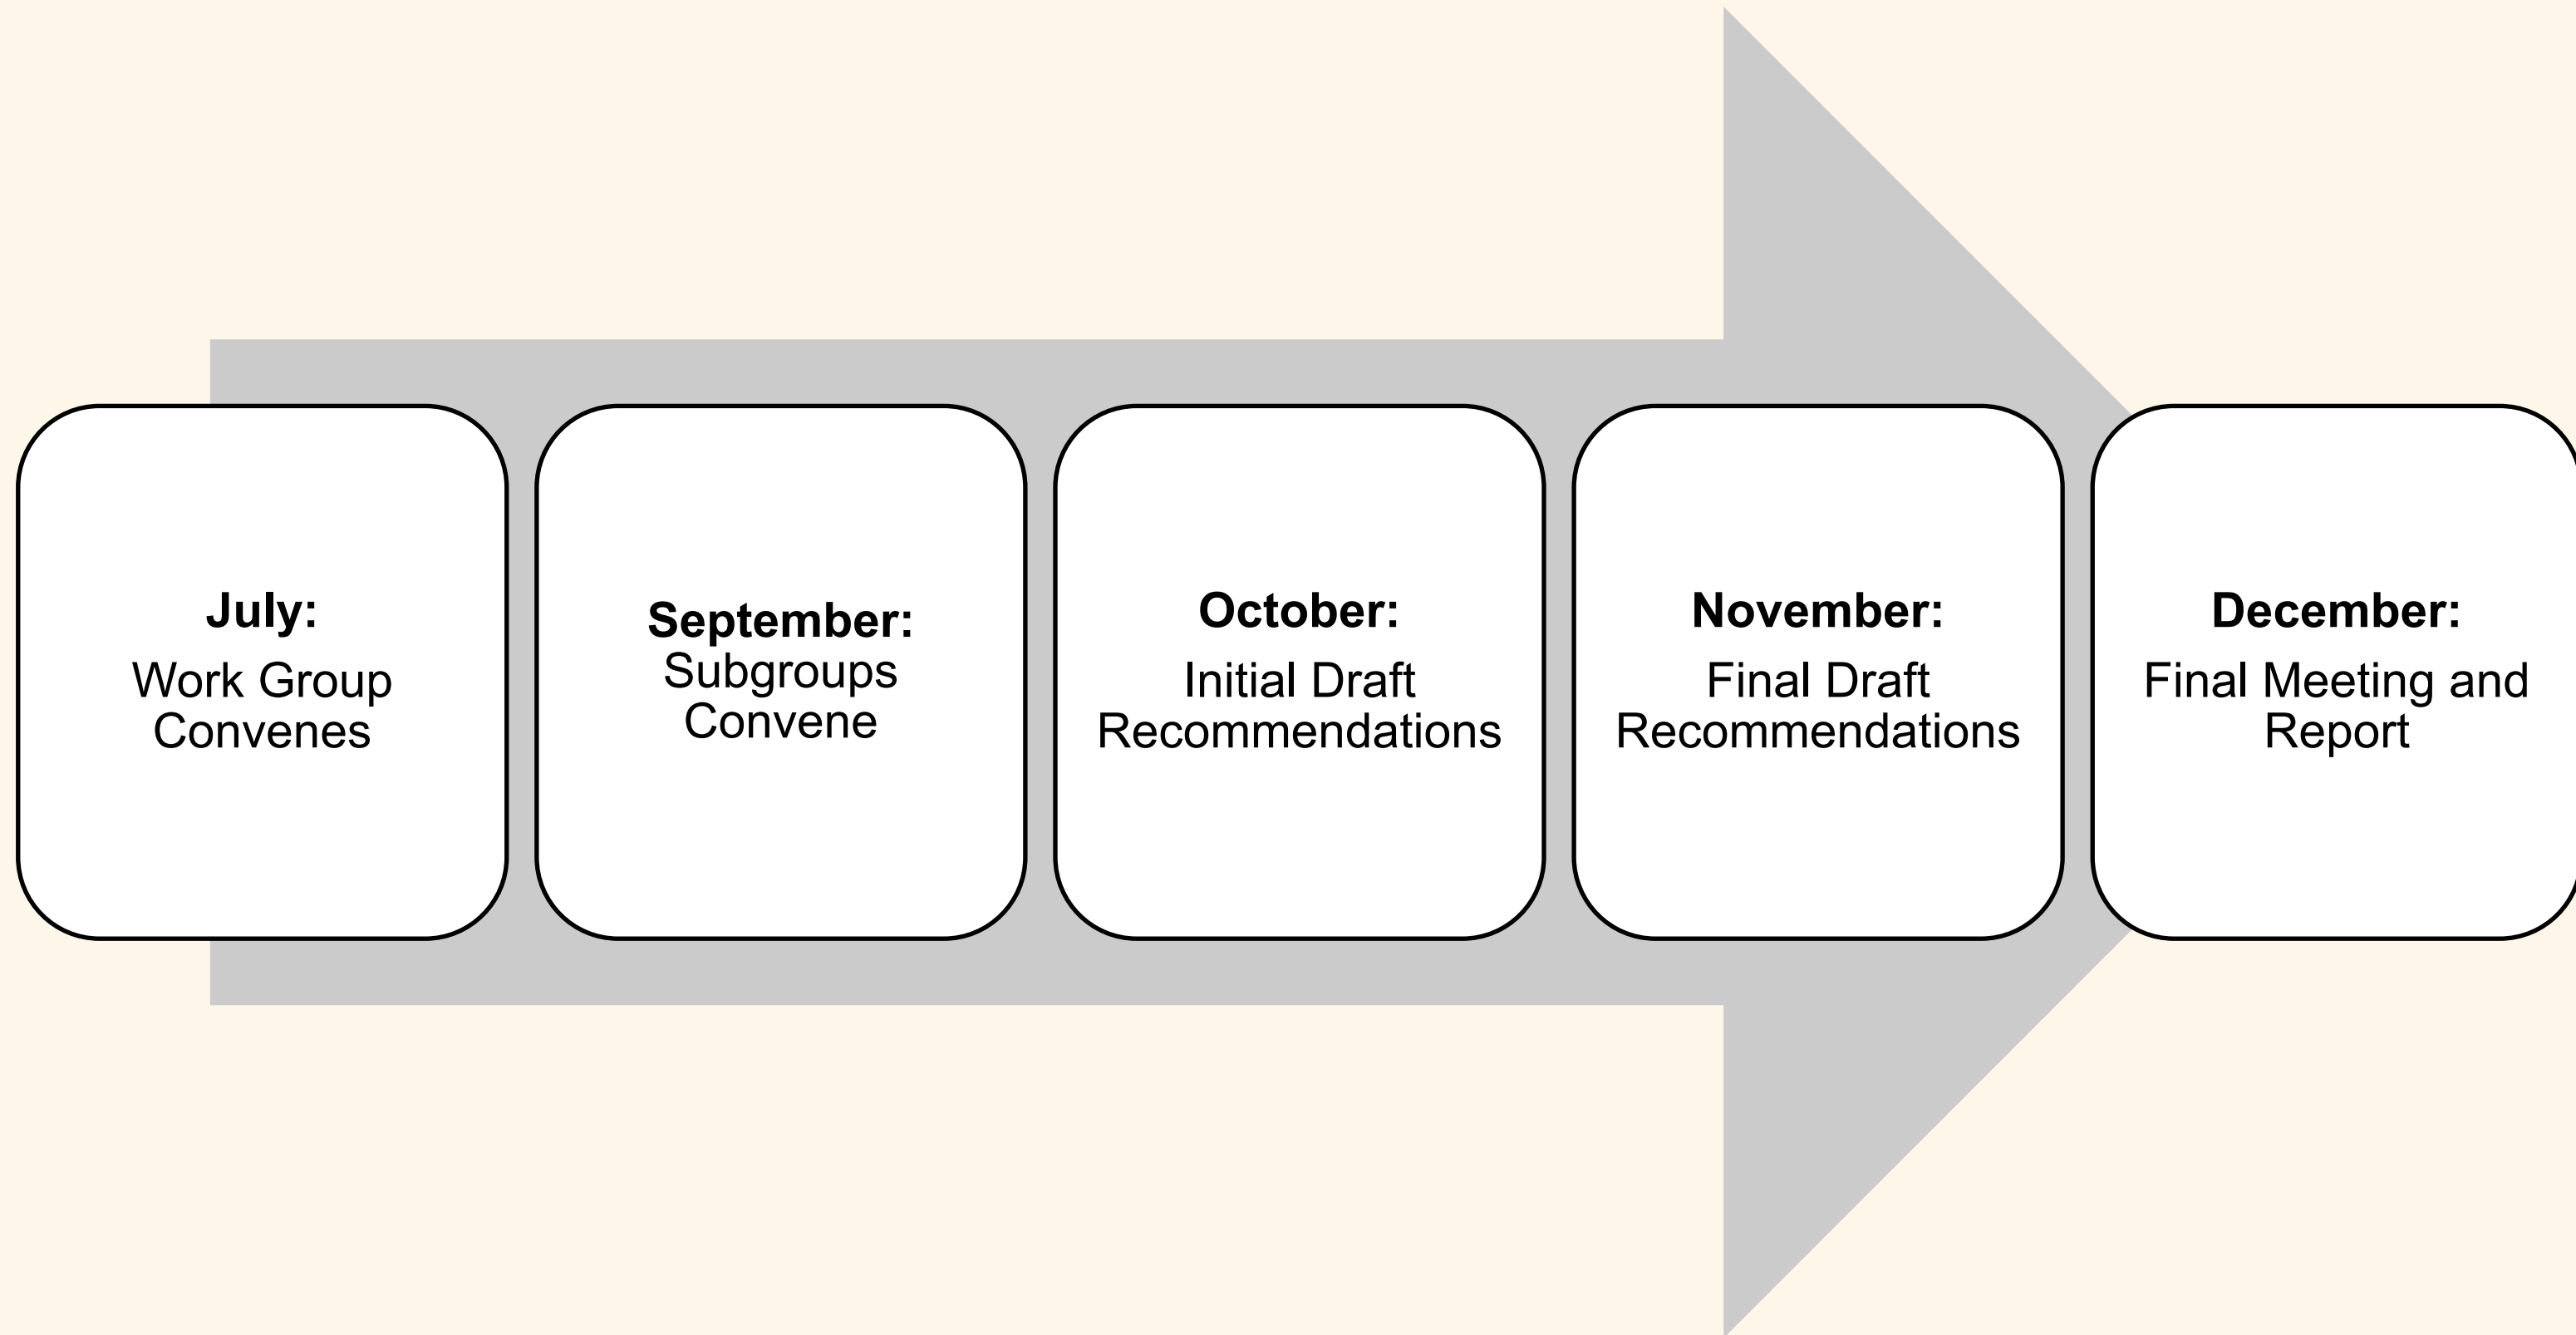 July:
Work Group
Convenes
September:
Subgroups
Convene
October:
Initial Draft
Recommendations
November:
Final Draft
Recommendations
December:
Final Meeting and
Report